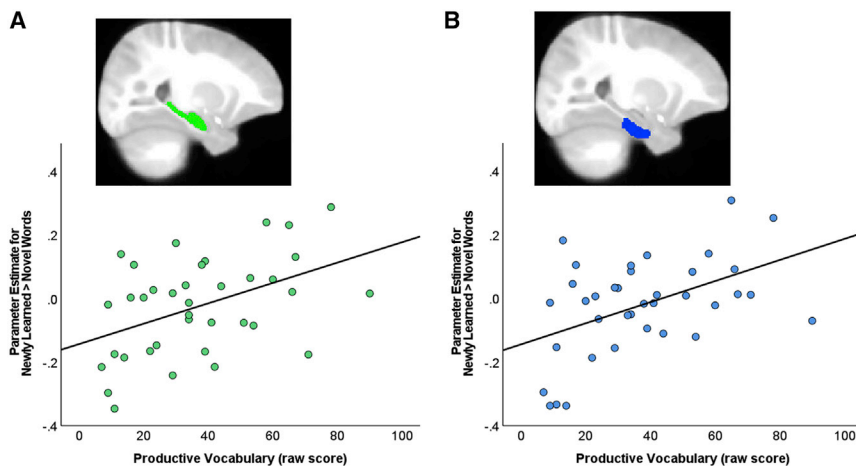 A
.4
.2
.0
-.2
-.4
Parameter Estimate for
Newly Learned > Novel Words
0 20 40 60 80 100
Productive Vocabulary (raw score)
B
.4
.2
.0
-.2
-.4
Parameter Estimate for
Newly Learned > Novel Words
0 20 40 60 80 100
Productive Vocabulary (raw score)